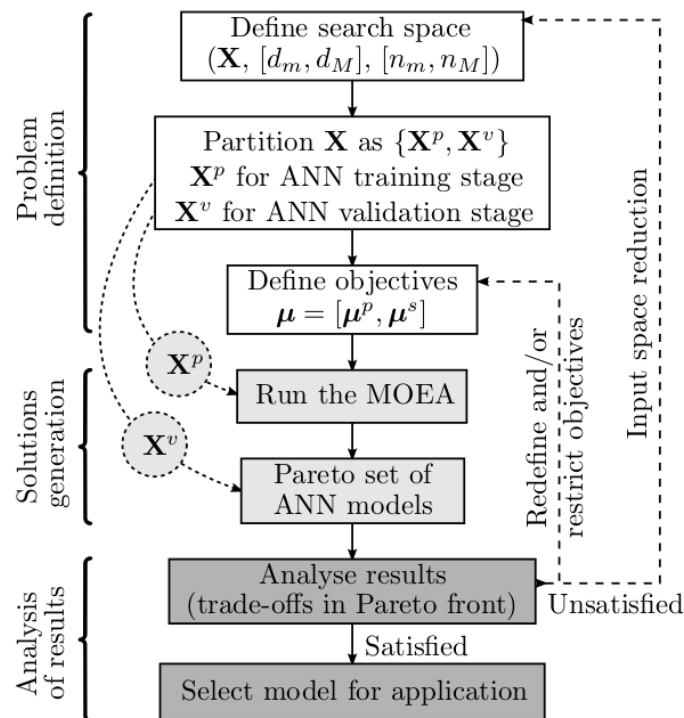 Define search space
(X, [d_m, d_M], [n_m, n_M])
Problem
definition
Partition X as {X^p, X^v}
X^p for ANN training stage
X^v for ANN validation stage
Define objectives
μ = [μ^p, μ^s]
Redefine and/or
restrict objectives
Input space reduction
X^p
Solutions
generation
Run the MOEA
X^v
Pareto set of
ANN models
Analysis
of results
Analyse results
(trade-offs in Pareto front)
Unsatisfied
Satisfied
Select model for application